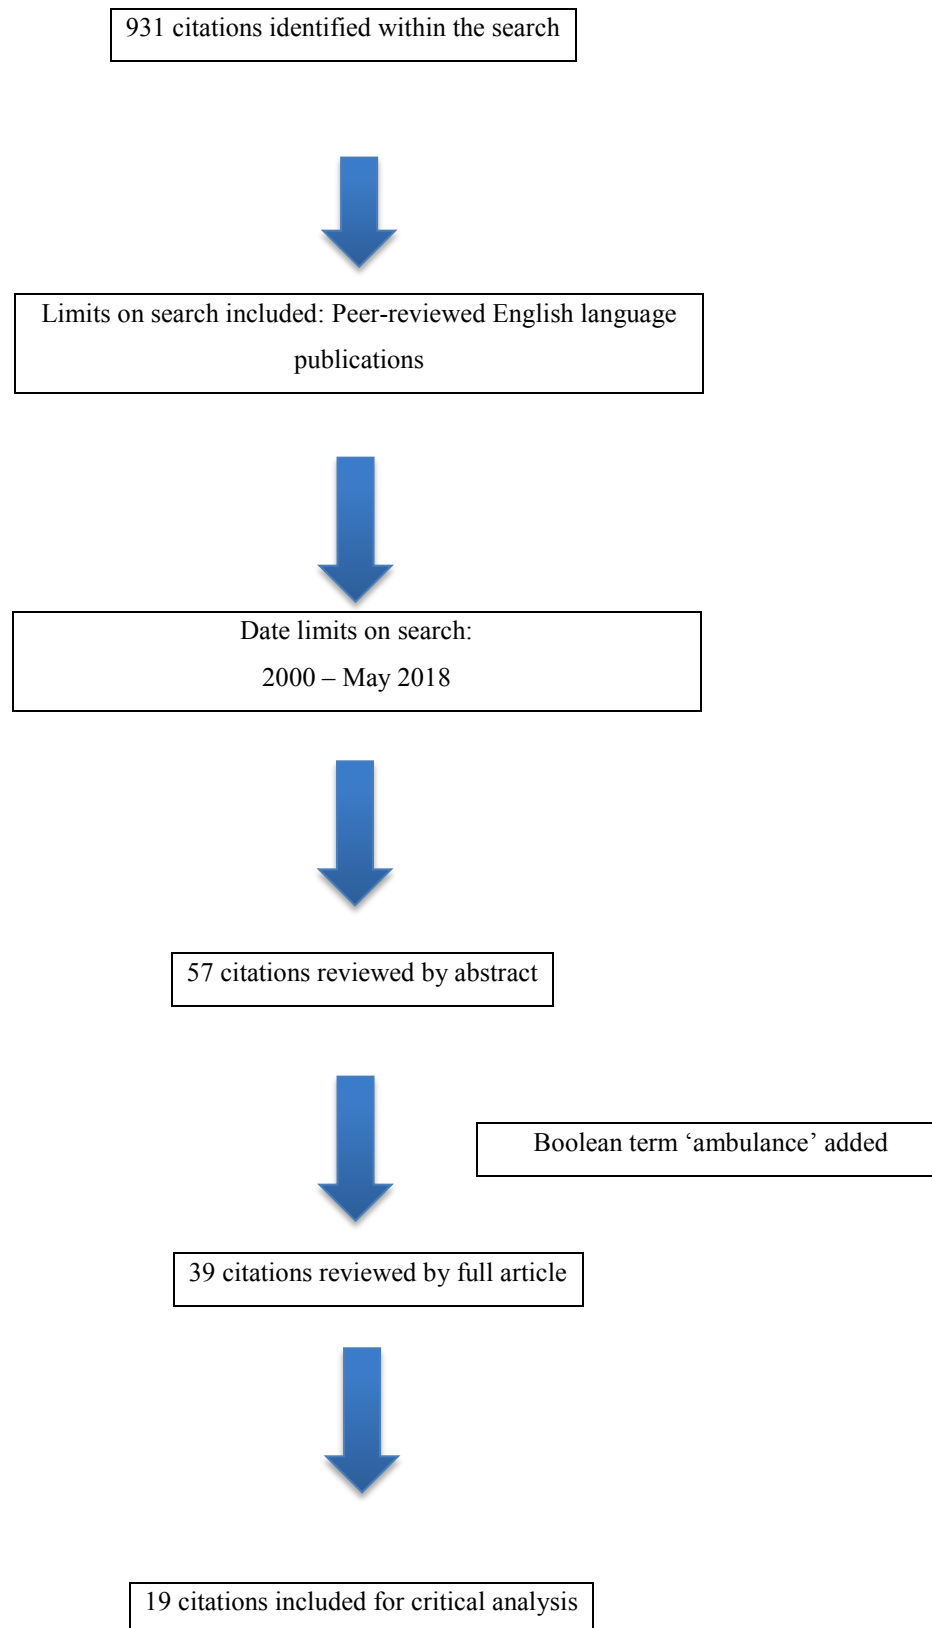 931 citations identified within the search
Limits on search included: Peer-reviewed English language
publications
Date limits on search:
2000 – May 2018
57 citations reviewed by abstract
Boolean term ‘ambulance’ added
39 citations reviewed by full article
19 citations included for critical analysis